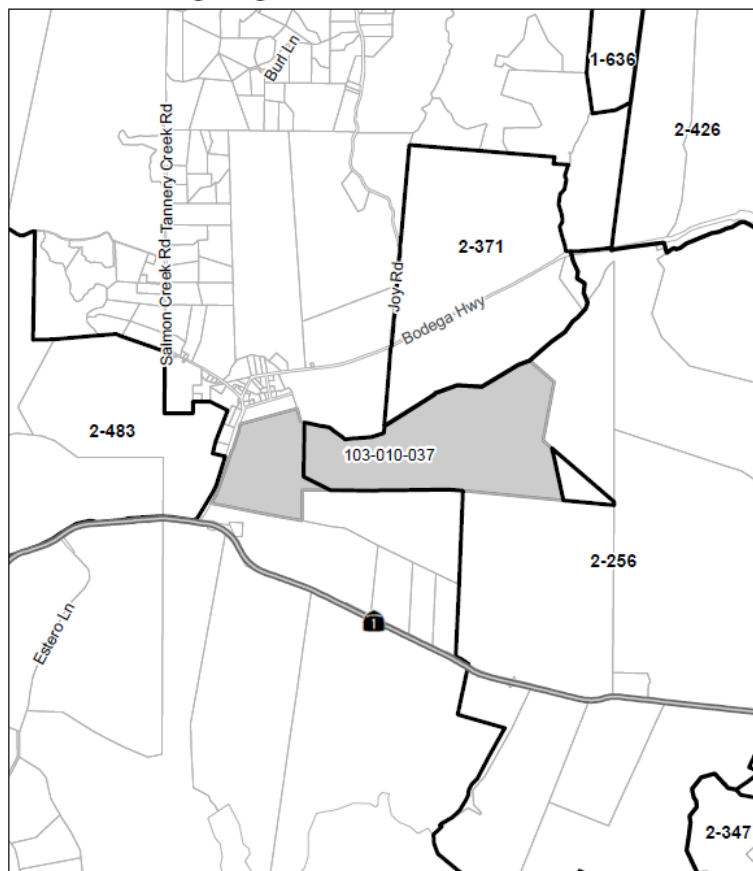 Burl Ln
1-636
2-426
Salmon Creek Rd-Tannery Creek Rd
2-371
Joy Rd
Bodega Hwy
2-483
103-010-037
2-256
Estero Ln
1
2-347